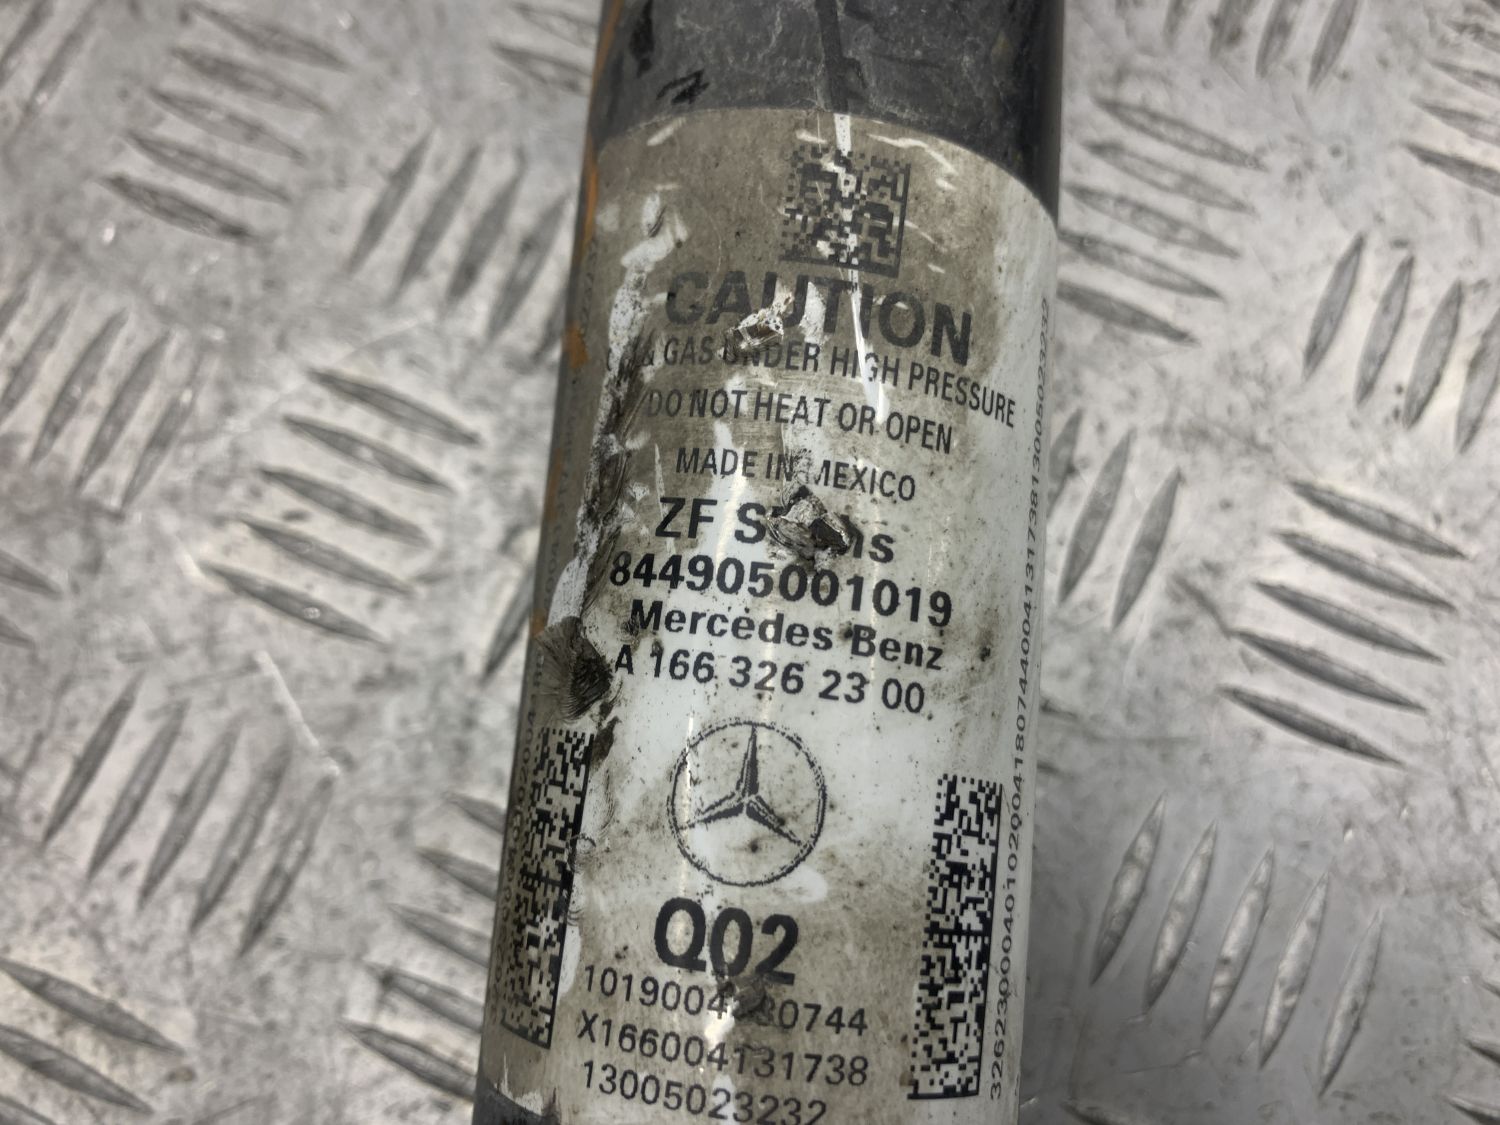 CAUTION
GAS UNDER HIGH PRESSURE
DO NOT HEAT OR OPEN
MADE IN MEXICO
ZF
844905001019
Mercedes Benz
A 166 326 23 00
Q02
X166004131738
13005023232